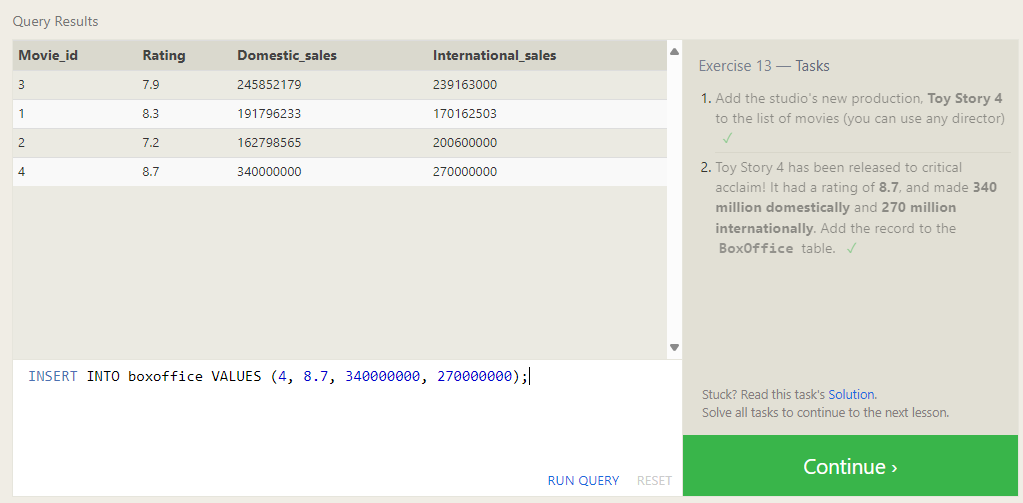 Query Results
Movie_id Rating Domestic_sales International_sales
3 7.9 245852179 239163000
1 8.3 191796233 170162503
2 7.2 162798565 200600000
4 8.7 340000000 270000000
INSERT INTO boxoffice VALUES (4, 8.7, 340000000, 270000000);
RUN QUERY RESET
Exercise 13 — Tasks
1. Add the studio's new production, Toy Story 4
to the list of movies (you can use any director)
✓
2. Toy Story 4 has been released to critical
acclaim! It had a rating of 8.7, and made 340
million domestically and 270 million
internationally. Add the record to the
BoxOffice table. ✓
Stuck? Read this task's Solution.
Solve all tasks to continue to the next lesson.
Continue ›